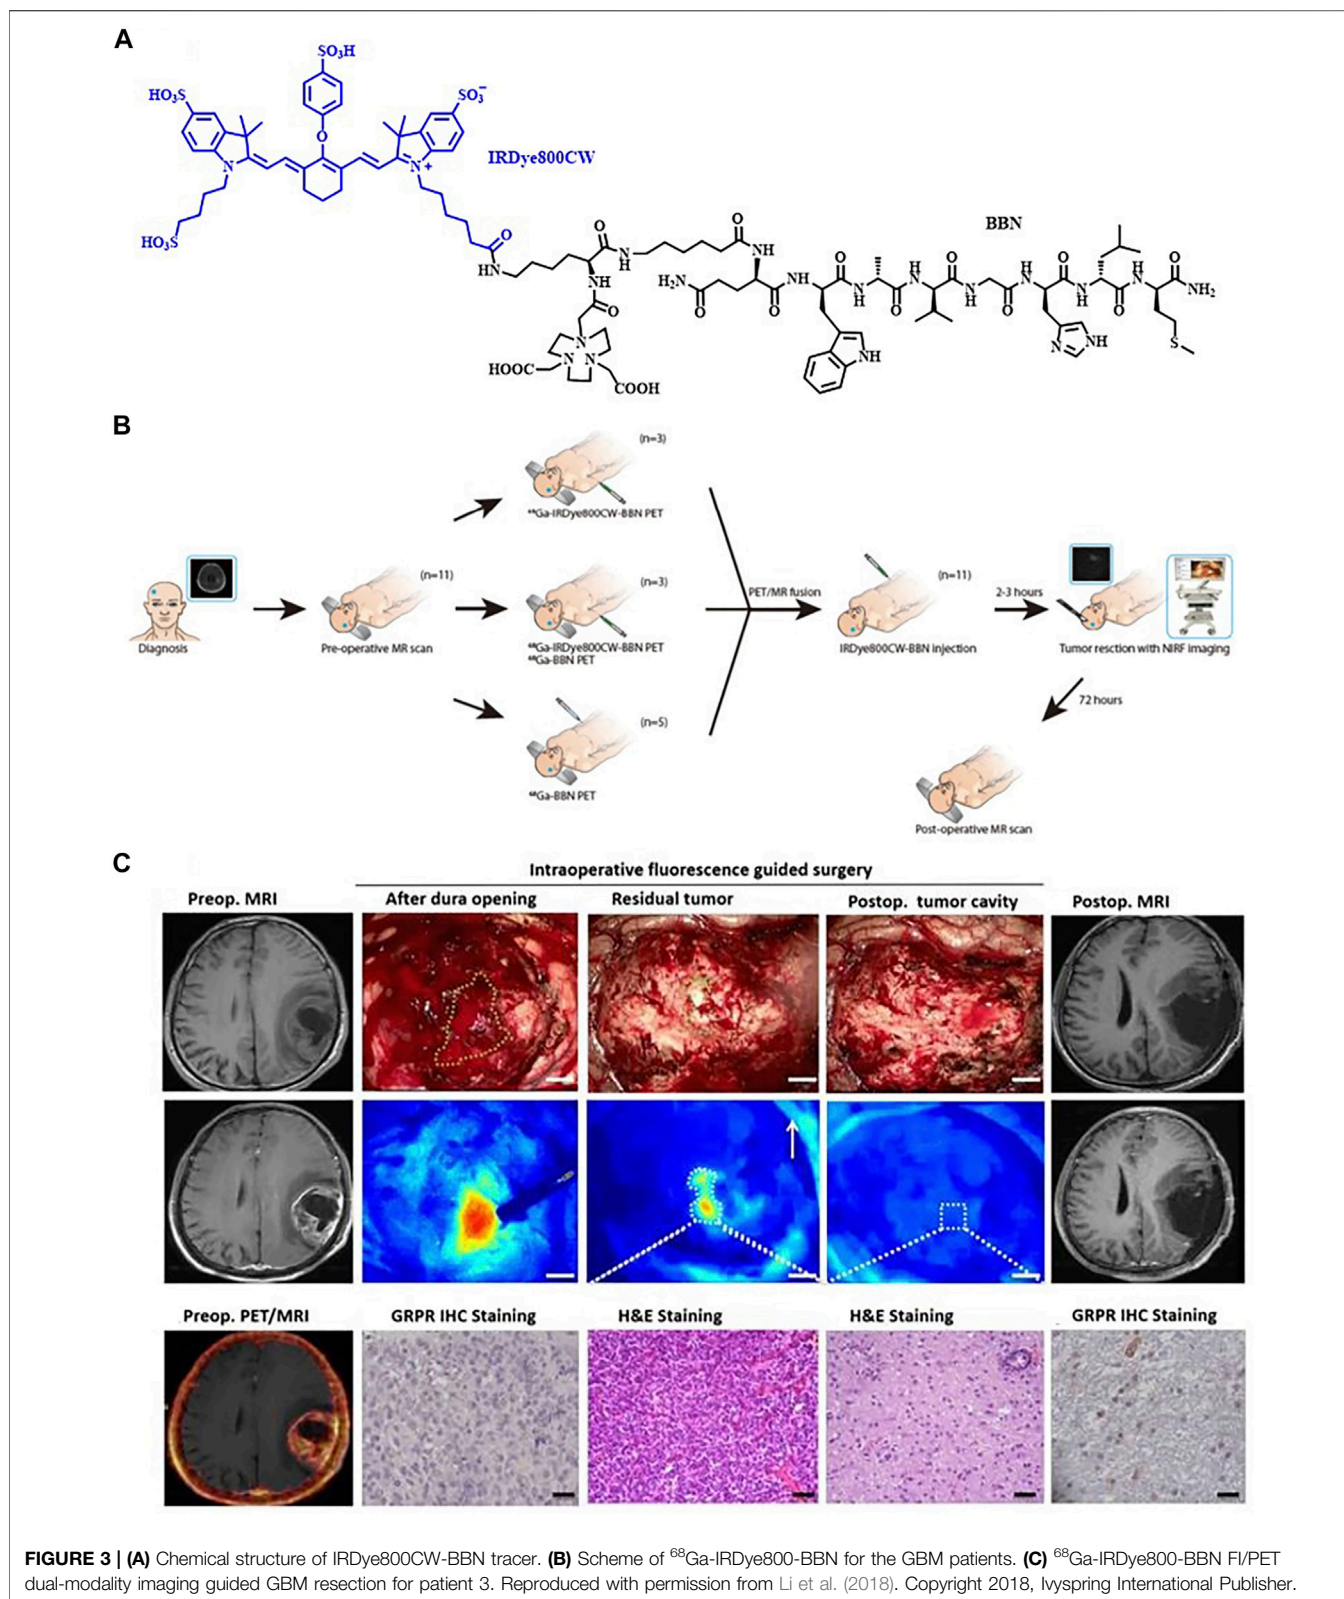 A
SO₃H
HO₃S
SO₃⁻
O
IRDye800CW
N
N⁺
HO₃S
O
HN
O
N
H
O
NH
BBN
NH
O
H₂N
O
O
NH
O
N
H
O
H
N
O
N
H
O
H
N
O
N
H
O
H
N
O
NH₂
N
N N
HOOC
COOH
NH
N
NH
S
B
(n=3)
⁶⁸Ga-IRDye800CW-BBN PET
(n=11)
(n=3)
PET/MR fusion
(n=11)
2-3 hours
Diagnosis
Pre-operative MR scan
⁶⁸Ga-IRDye800CW-BBN PET
⁶⁸Ga-BBN PET
IRDye800CW-BBN injection
Tumor resction with NIRF imaging
(n=5)
72 hours
⁶⁸Ga-BBN PET
Post-operative MR scan
C
Intraoperative fluorescence guided surgery
Preop. MRI
After dura opening
Residual tumor
Postop. tumor cavity
Postop. MRI
Preop. PET/MRI
GRPR IHC Staining
H&E Staining
H&E Staining
GRPR IHC Staining
FIGURE 3 | (A) Chemical structure of IRDye800CW-BBN tracer. (B) Scheme of ⁶⁸Ga-IRDye800-BBN for the GBM patients. (C) ⁶⁸Ga-IRDye800-BBN FI/PET
dual-modality imaging guided GBM resection for patient 3. Reproduced with permission from Li et al. (2018). Copyright 2018, Ivyspring International Publisher.